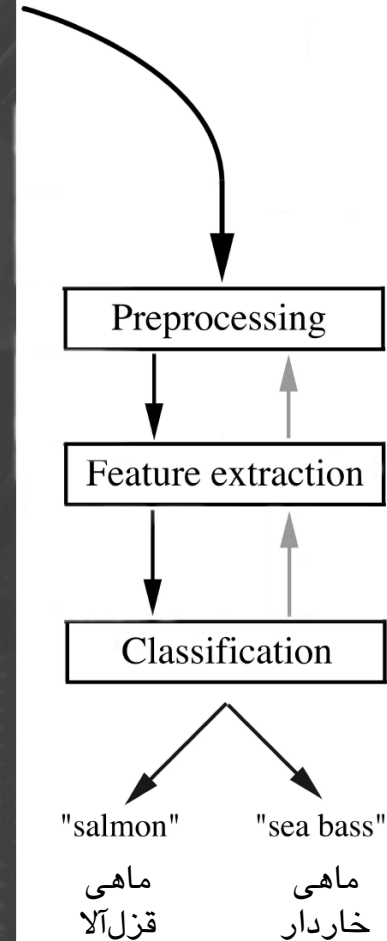 Preprocessing
Feature extraction
Classification
"salmon"
"sea bass"
ماهی
قزل‌آلا
ماهی
خاردار